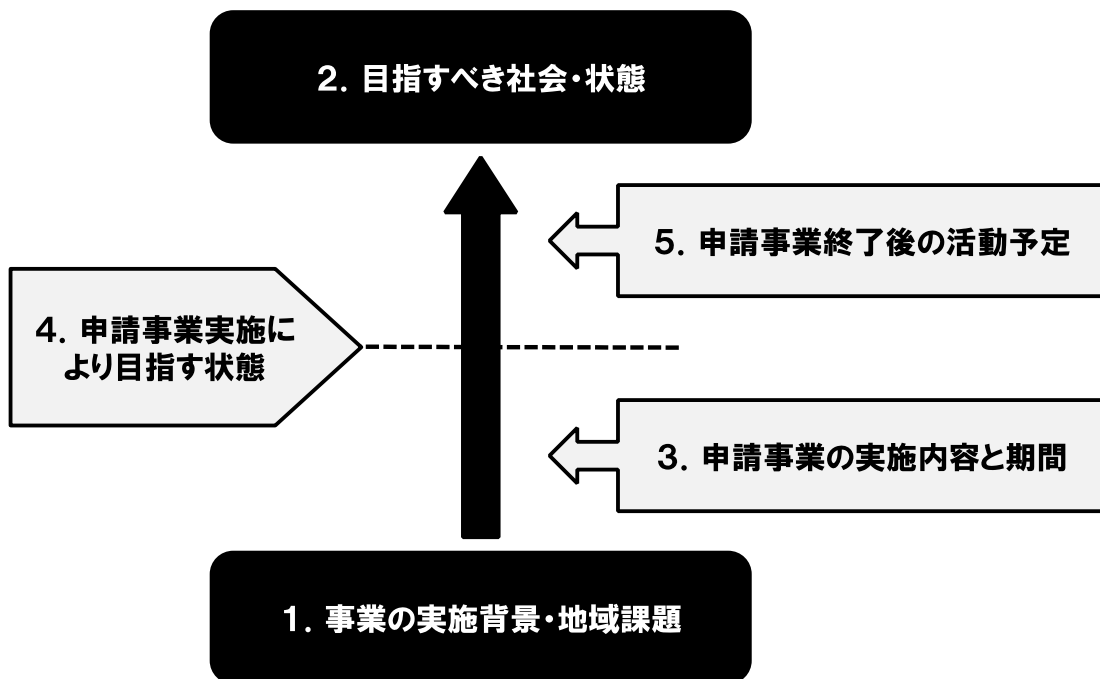 2. 目指すべき社会・状態
5. 申請事業終了後の活動予定
4. 申請事業実施に
より目指す状態
3. 申請事業の実施内容と期間
1. 事業の実施背景・地域課題